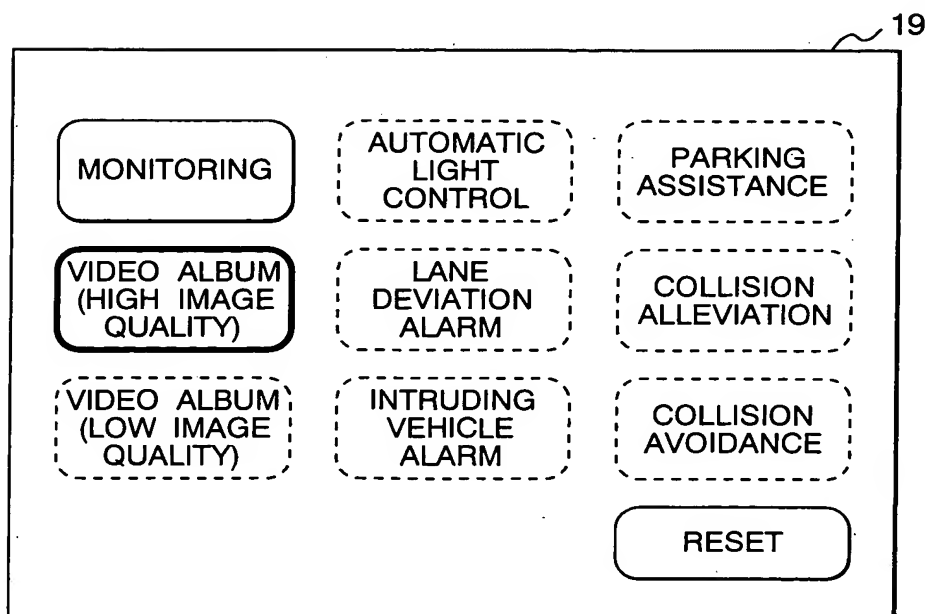 19
MONITORING
AUTOMATIC
LIGHT
CONTROL
PARKING
ASSISTANCE
VIDEO ALBUM
(HIGH IMAGE
QUALITY)
LANE
DEVIATION
ALARM
COLLISION
ALLEVIATION
VIDEO ALBUM
(LOW IMAGE
QUALITY)
INTRUDING
VEHICLE
ALARM
COLLISION
AVOIDANCE
RESET